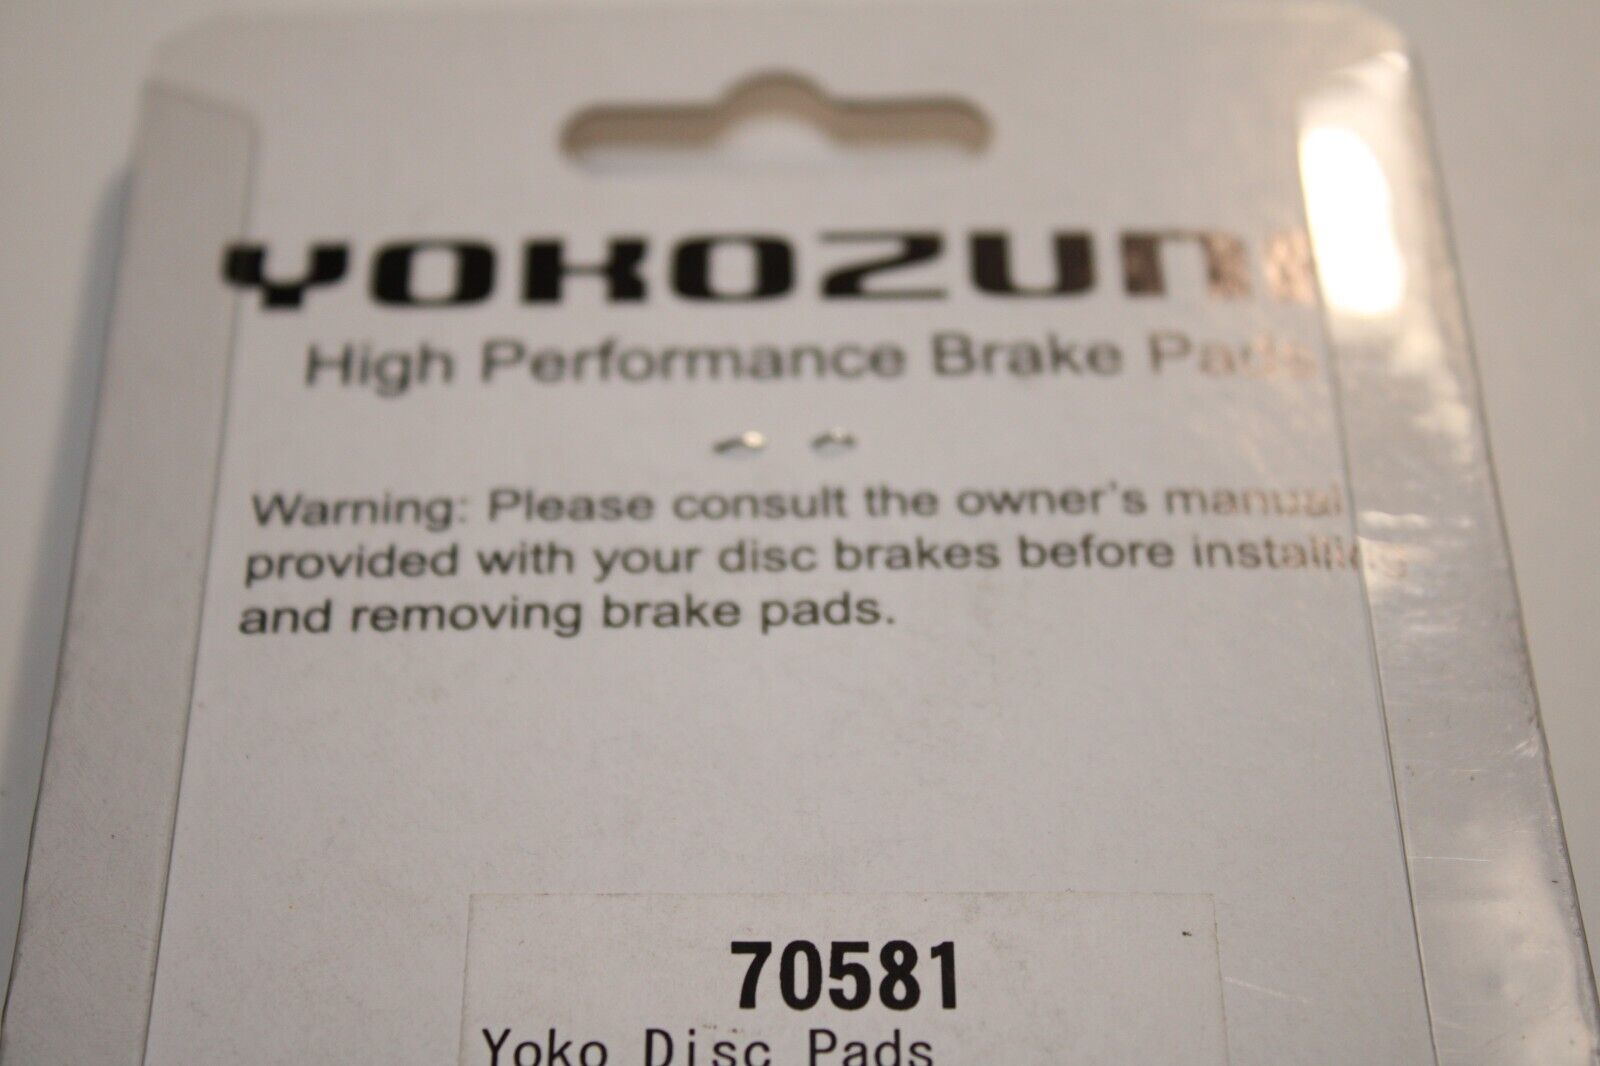 YOKOZUNA
High Performance Brake Pads
Warning: Please consult the owner's manual
provided with your disc brakes before installing
and removing brake pads.
70581
Yoko Disc Pads